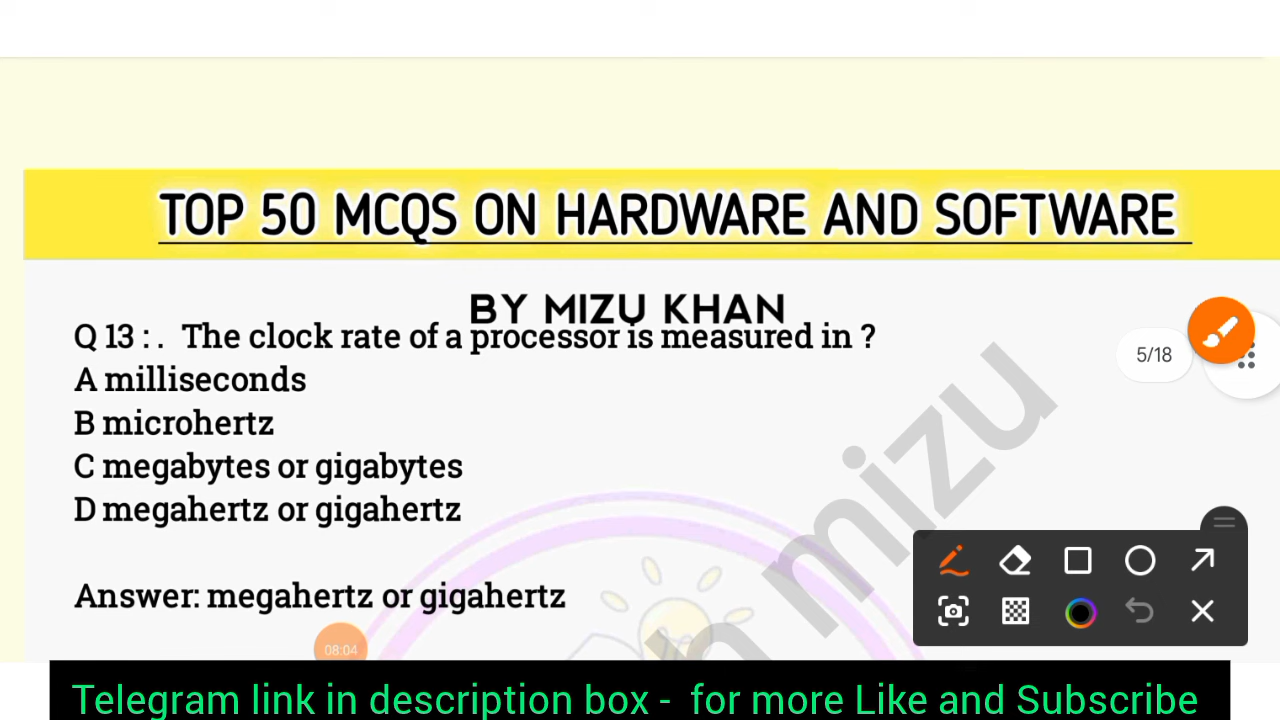 TOP 50 MCQS ON HARDWARE AND SOFTWARE
BY MIZU KHAN
Q 13 : . The clock rate of a processor is measured in ?
A milliseconds
B microhertz
C megabytes or gigabytes
D megahertz or gigahertz
Answer: megahertz or gigahertz
5/18
mizu
08:04
Telegram link in description box - for more Like and Subscribe